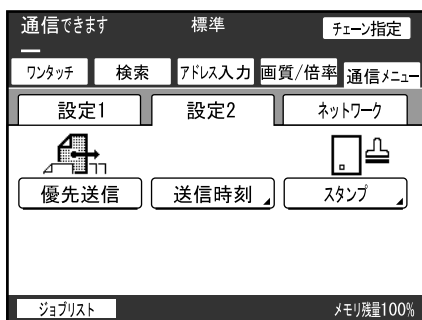 通信できます 標準 チェーン指定
ワンタッチ 検索 アドレス入力 画質/倍率 通信メニュー
設定1 設定2 ネットワーク
優先送信 送信時刻 スタンプ
ジョブリスト メモリ残量100%